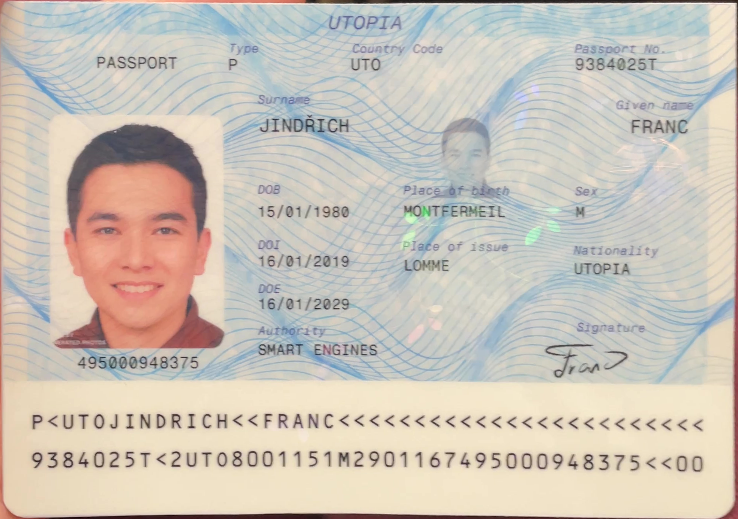 UTOPIA
PASSPORT
Type
P
Country Code
UTO
Passport No.
9384025T
Surname
JINDŘICH
Given name
FRANC
DOB
15/01/1980
Place of birth
MONTFERMEIL
Sex
M
DOI
16/01/2019
Place of issue
LOMME
Nationality
UTOPIA
DOE
16/01/2029
Authority
SMART ENGINES
Signature
Franc
495000948375
P<UTOJINDRICH<<FRANC<<<<<<<<<<<<<<<<<<<<<<<<
9384025T<2UTO8001151M2901167495000948375<<00